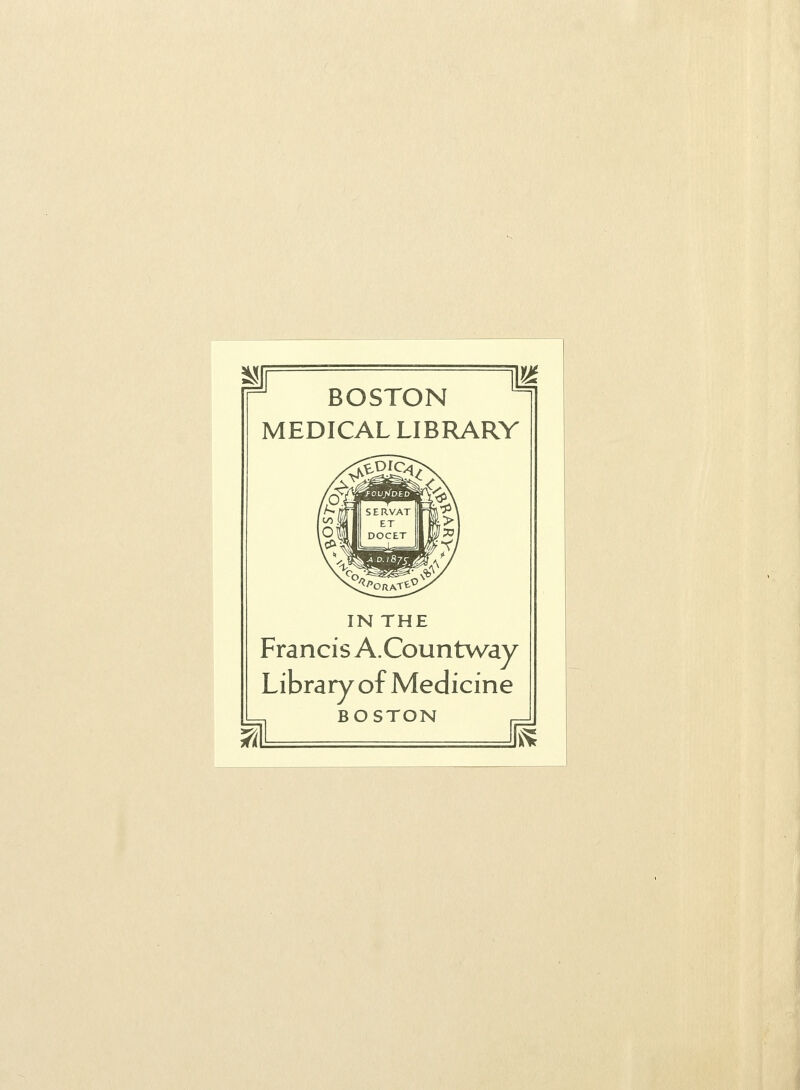 BOSTON
MEDICAL LIBRARY
BOSTON MEDICAL LIBRARY
FOUNDED
SERVAT
ET
DOCET
A.D. 1875
* INCORPORATED 1877 *
IN THE
Francis A. Countway
Library of Medicine
BOSTON